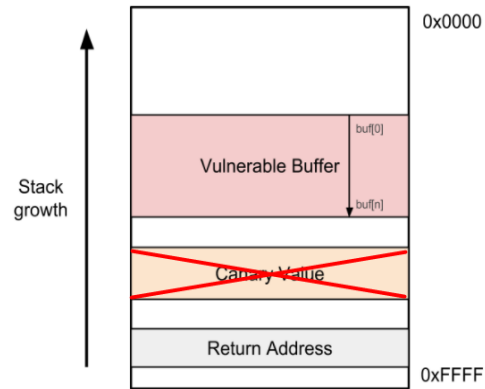 0x0000
buf[0]
Vulnerable Buffer
Stack
growth
buf[n]
Canary Value
Return Address
0xFFFF